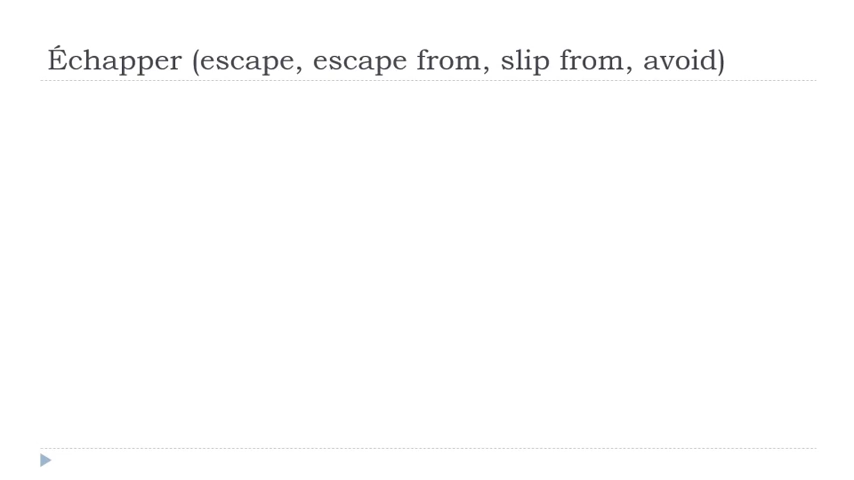 Échapper (escape, escape from, slip from, avoid)